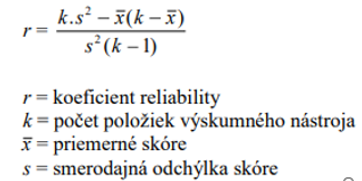 r = k.s² − x̄(k − x̄) / s²(k − 1)
r = koeficient reliability
k = počet položiek výskumného nástroja
x̄ = priemerné skóre
s = smerodajná odchýlka skóre